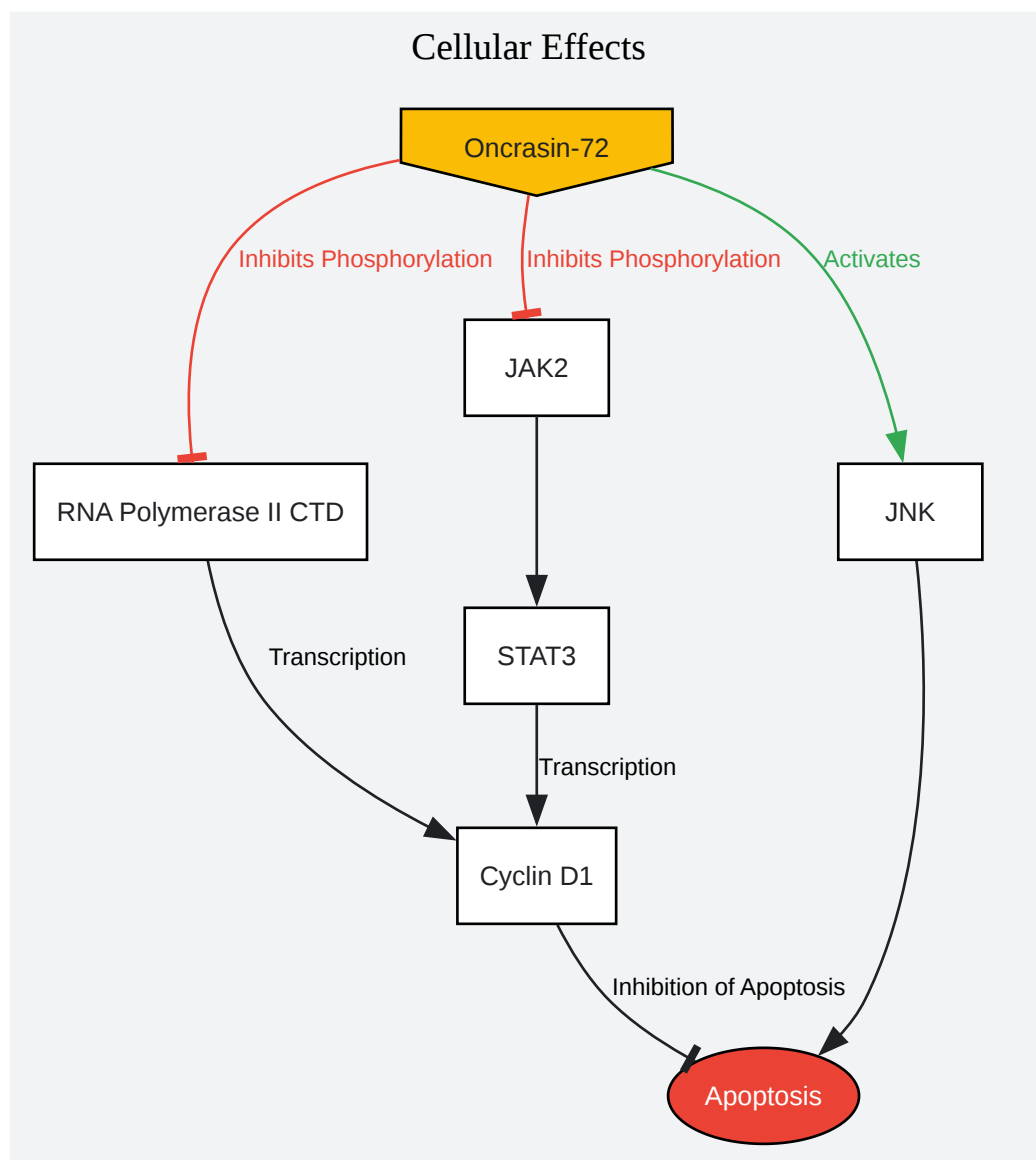 Cellular Effects
Oncrasin-72
Inhibits Phosphorylation
Inhibits Phosphorylation
Activates
JAK2
RNA Polymerase II CTD
JNK
Transcription
STAT3
Transcription
Cyclin D1
Inhibition of Apoptosis
Apoptosis